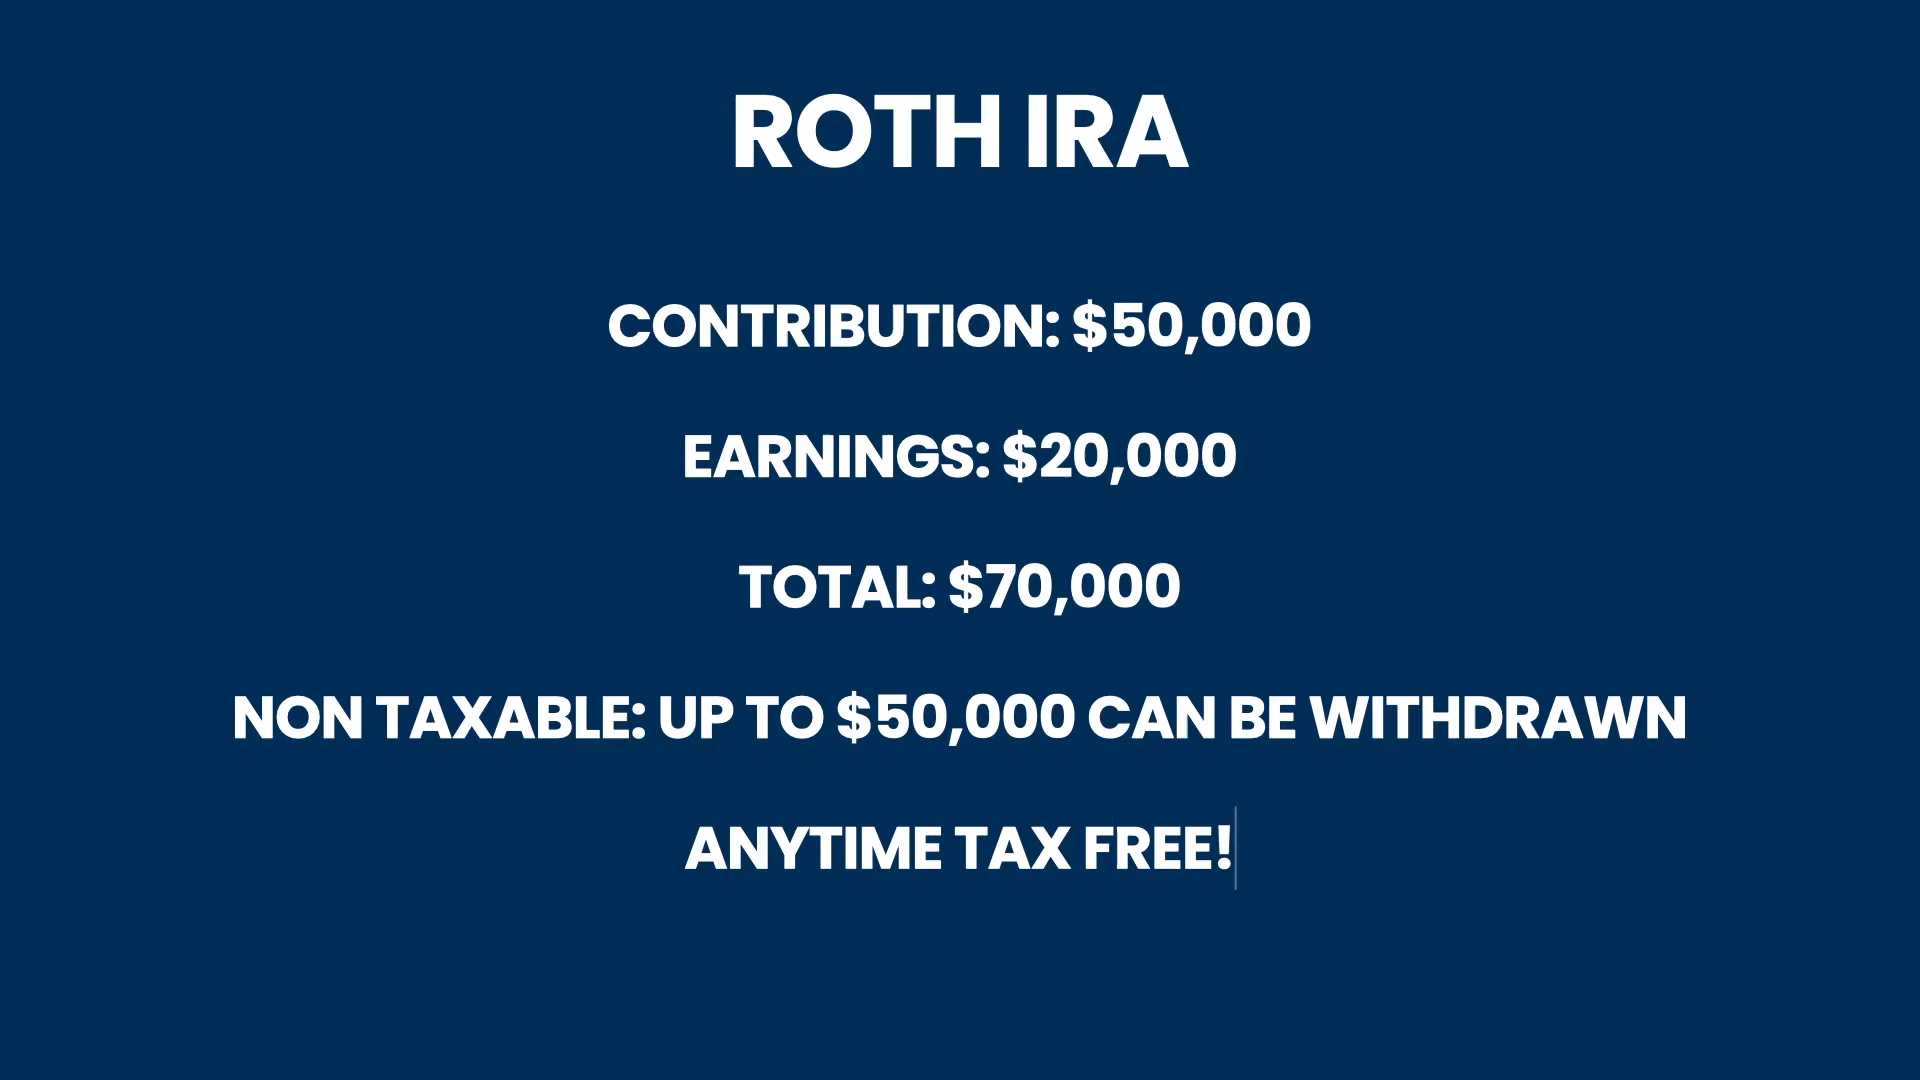 ROTH IRA
CONTRIBUTION: $50,000
EARNINGS: $20,000
TOTAL: $70,000
NON TAXABLE: UP TO $50,000 CAN BE WITHDRAWN
ANYTIME TAX FREE!